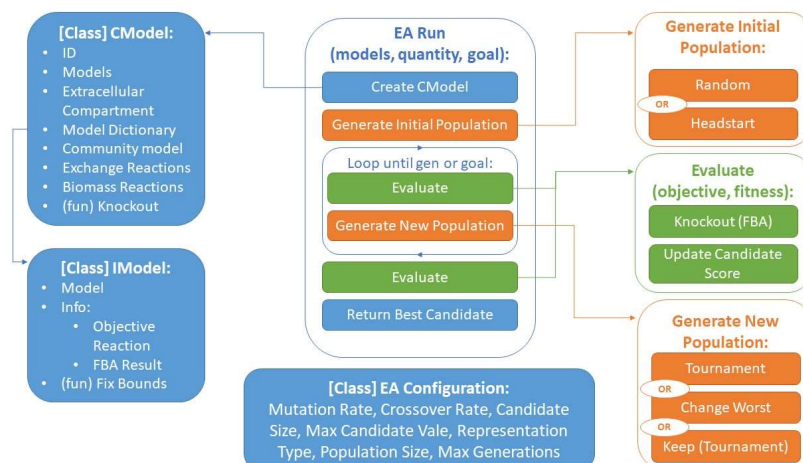 [Class] CModel:
• ID
• Models
• Extracellular
Compartment
• Model Dictionary
• Community model
• Exchange Reactions
• Biomass Reactions
• (fun) Knockout
[Class] IModel:
• Model
• Info:
• Objective
Reaction
• FBA Result
• (fun) Fix Bounds
EA Run
(models, quantity, goal):
Create CModel
Generate Initial Population
Loop until gen or goal:
Evaluate
Generate New Population
Evaluate
Return Best Candidate
[Class] EA Configuration:
Mutation Rate, Crossover Rate, Candidate
Size, Max Candidate Vale, Representation
Type, Population Size, Max Generations
Generate Initial
Population:
Random
OR
Headstart
Evaluate
(objective, fitness):
Knockout (FBA)
Update Candidate
Score
Generate New
Population:
Tournament
OR
Change Worst
OR
Keep (Tournament)